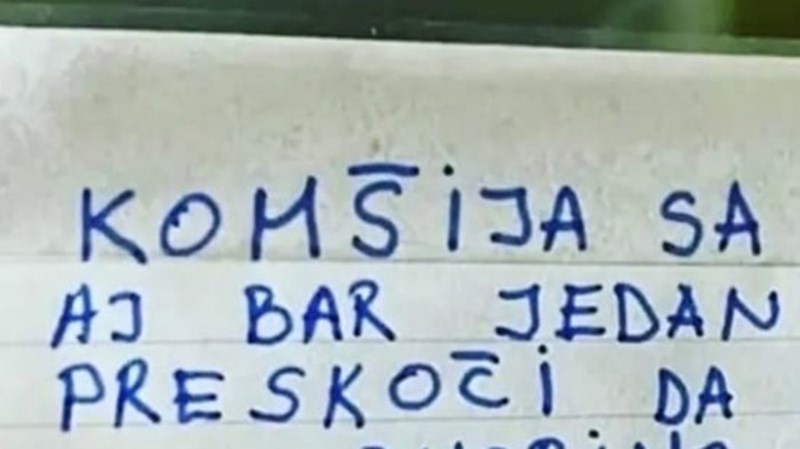 KOMŠiJA SA
AJ BAR JEDAN
PRESKOČi DA